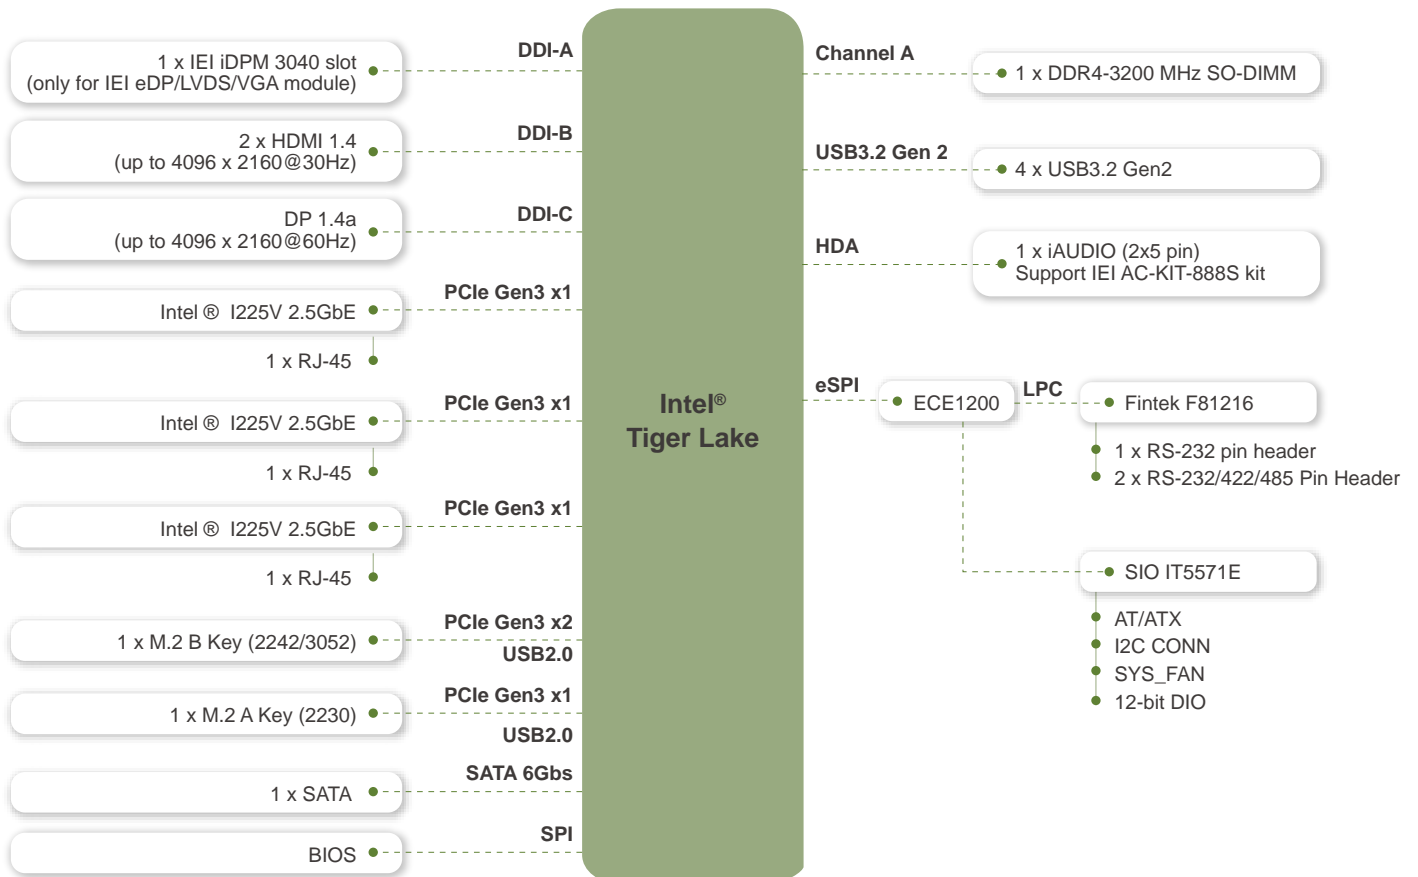 DDI-A
1 x IEI iDPM 3040 slot
(only for IEI eDP/LVDS/VGA module)
DDI-B
2 x HDMI 1.4
(up to 4096 x 2160@30Hz)
DDI-C
DP 1.4a
(up to 4096 x 2160@60Hz)
PCIe Gen3 x1
Intel ® I225V 2.5GbE
1 x RJ-45
PCIe Gen3 x1
Intel ® I225V 2.5GbE
1 x RJ-45
PCIe Gen3 x1
Intel ® I225V 2.5GbE
1 x RJ-45
PCIe Gen3 x2
1 x M.2 B Key (2242/3052)
USB2.0
PCIe Gen3 x1
1 x M.2 A Key (2230)
USB2.0
SATA 6Gbs
1 x SATA
SPI
BIOS
Intel®
Tiger Lake
Channel A
1 x DDR4-3200 MHz SO-DIMM
USB3.2 Gen 2
4 x USB3.2 Gen2
HDA
1 x iAUDIO (2x5 pin)
Support IEI AC-KIT-888S kit
eSPI
ECE1200
LPC
Fintek F81216
1 x RS-232 pin header
2 x RS-232/422/485 Pin Header
SIO IT5571E
AT/ATX
I2C CONN
SYS_FAN
12-bit DIO